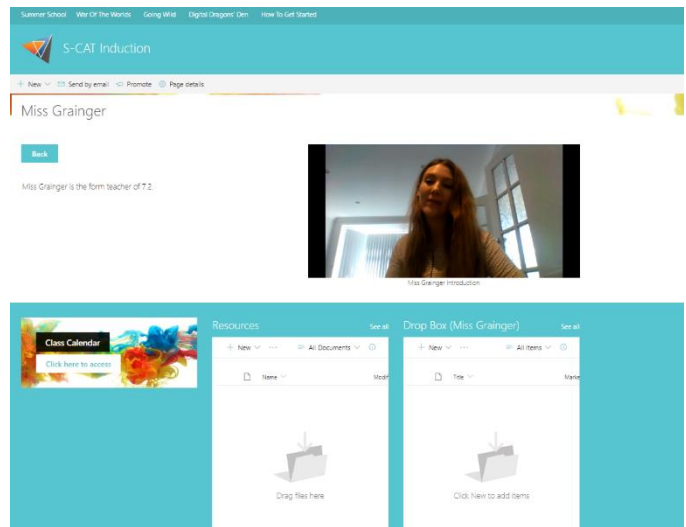 Summer School War Of The Worlds Going Wild Digital Dragons' Den How To Get Started
S-CAT Induction
+ New Send by email Promote Page details
Miss Grainger
Back
Miss Grainger is the form teacher of 7.2
Miss Grainger Introduction
Class Calendar
Click here to access
Resources See all
+ New ... All Documents
Name Modif
Drag files here
Drop Box (Miss Grainger) See all
+ New ... All items
Title Marke
Click New to add items